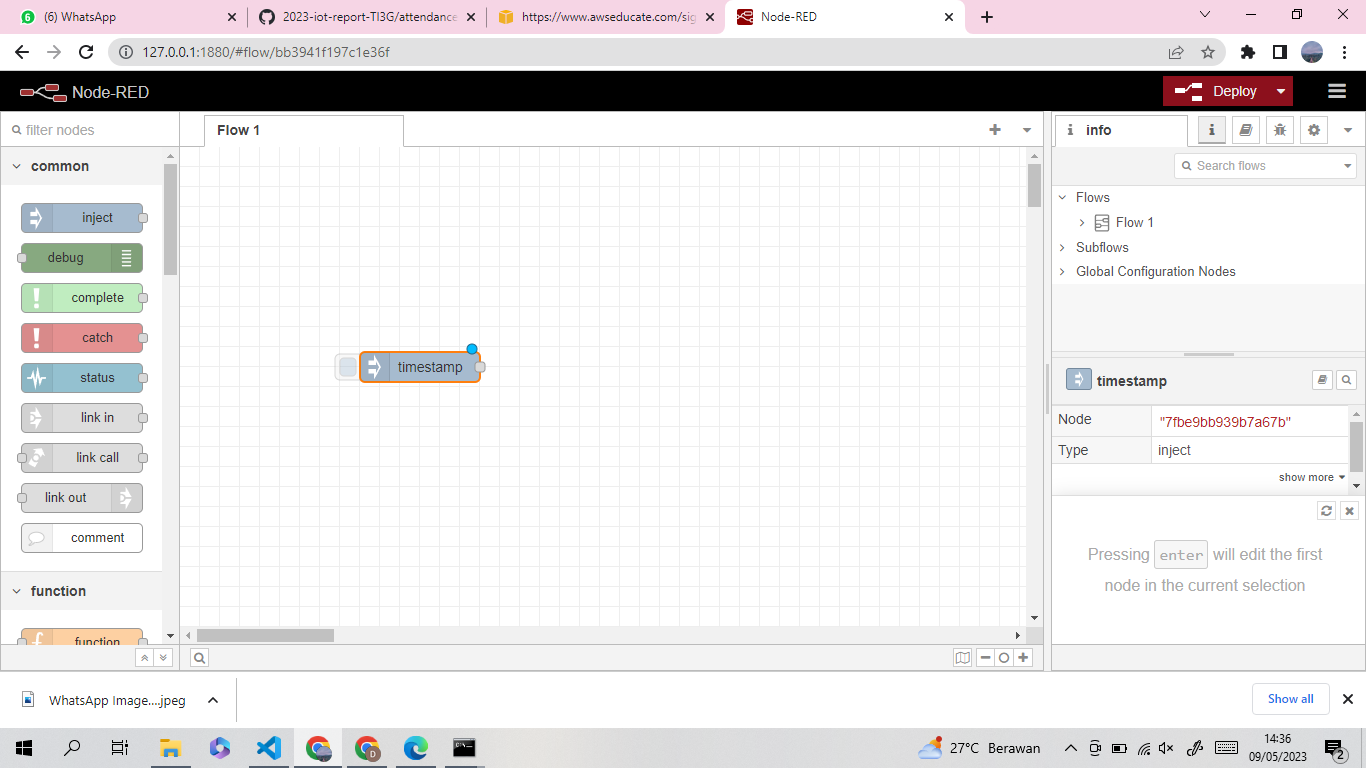 6
(6) WhatsApp
2023-iot-report-TI3G/attendance
https://www.awseducate.com/sig
Node-RED
127.0.0.1:1880/#flow/bb3941f197c1e36f
Node-RED
Deploy
filter nodes
Flow 1
i info
i
Search flows
common
inject
debug
complete
catch
status
link in
link call
link out
comment
function
f function
timestamp
Flows
Flow 1
Subflows
Global Configuration Nodes
timestamp
Node "7fbe9bb939b7a67b"
Type inject
show more
Pressing enter will edit the first
node in the current selection
WhatsApp Image....jpeg
Show all
D
C:\.
27°C Berawan
14:36
09/05/2023
2